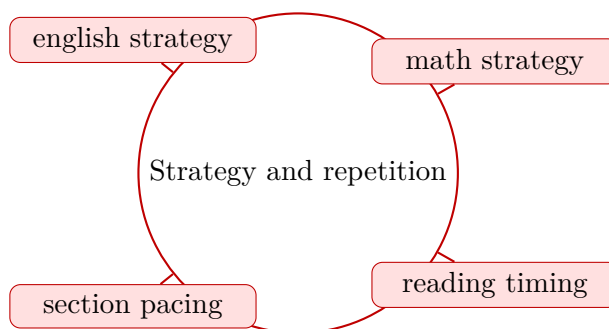 english strategy
math strategy
Strategy and repetition
section pacing
reading timing